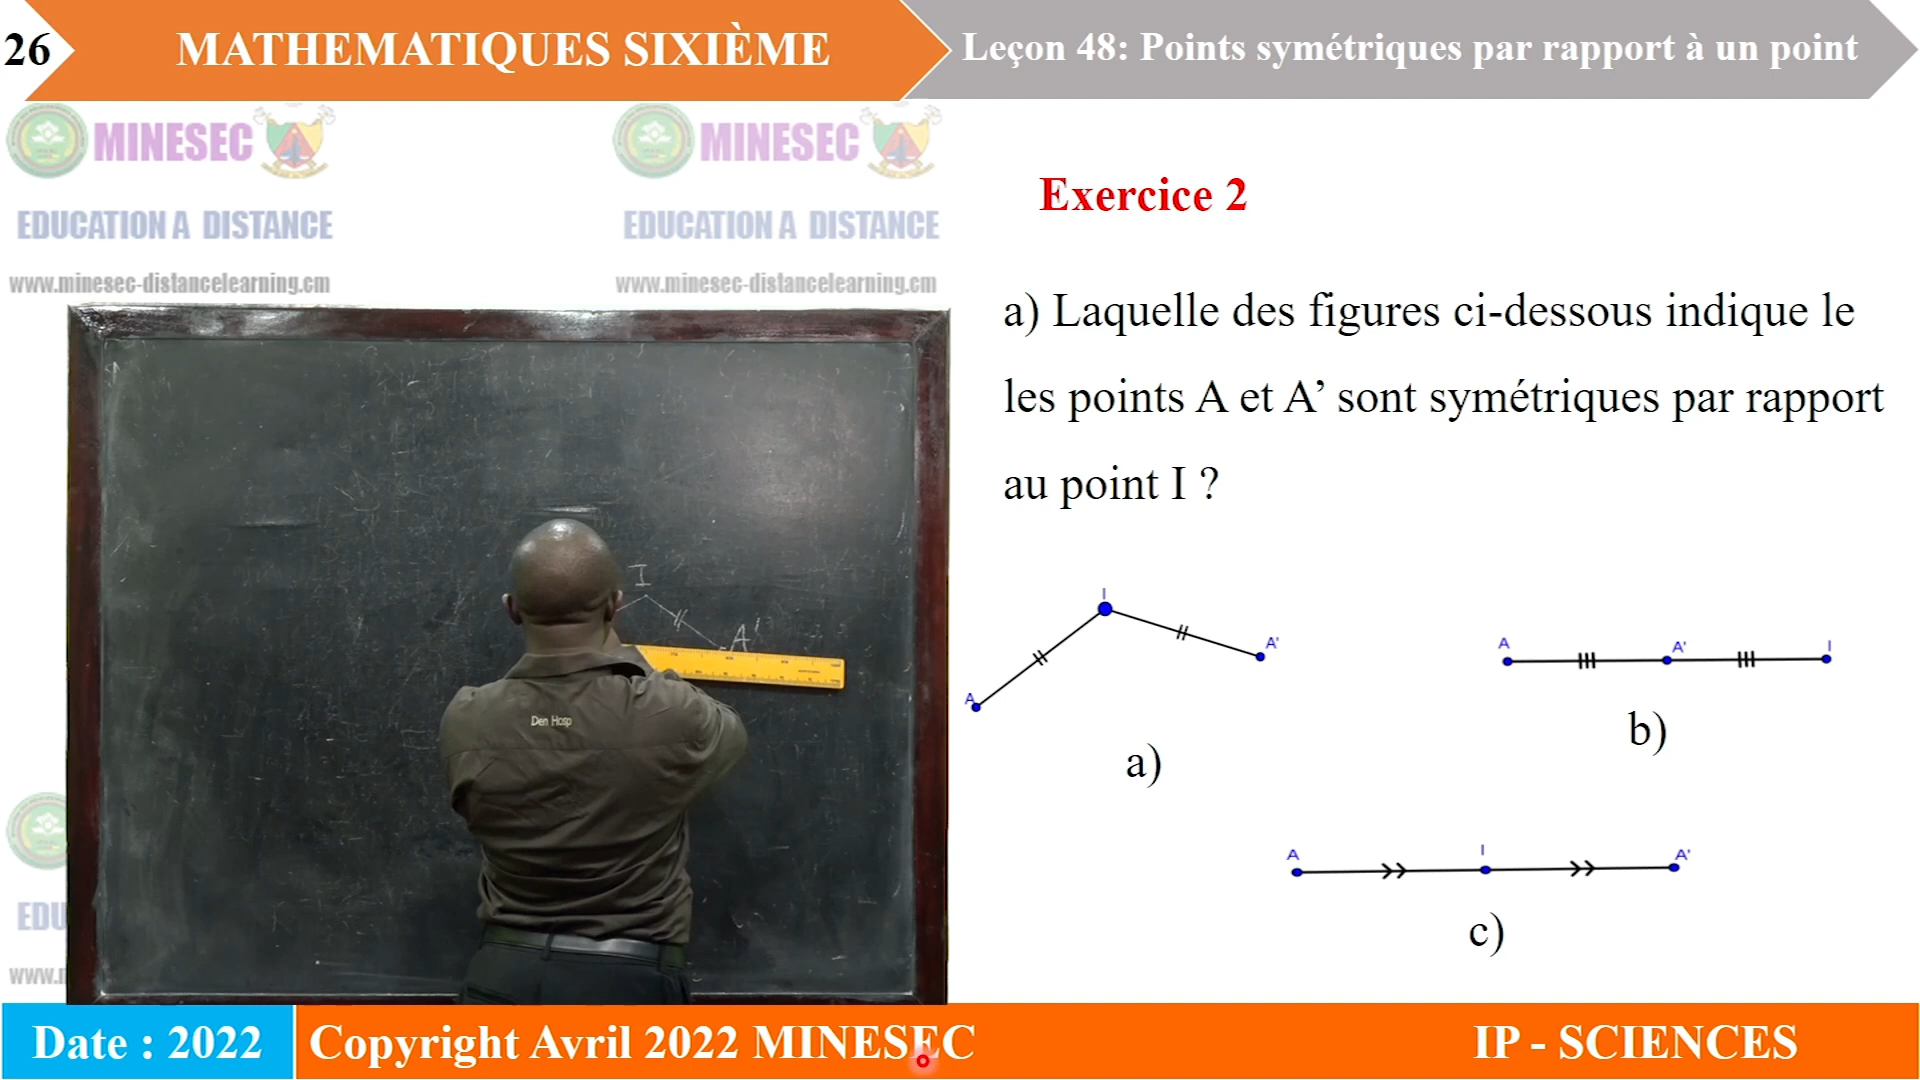 26
MATHEMATIQUES SIXIÈME
Leçon 48: Points symétriques par rapport à un point
MINESEC
EDUCATION A DISTANCE
www.minesec-distancelearning.cm
MINESEC
EDUCATION A DISTANCE
www.minesec-distancelearning.cm
Exercice 2
a) Laquelle des figures ci-dessous indique le
les points A et A’ sont symétriques par rapport
au point I ?
I
A'
Den Hosp
I
A'
A
a)
A
A'
I
b)
A
I
A'
c)
EDU
www.
Date : 2022
Copyright Avril 2022 MINESEC
IP - SCIENCES